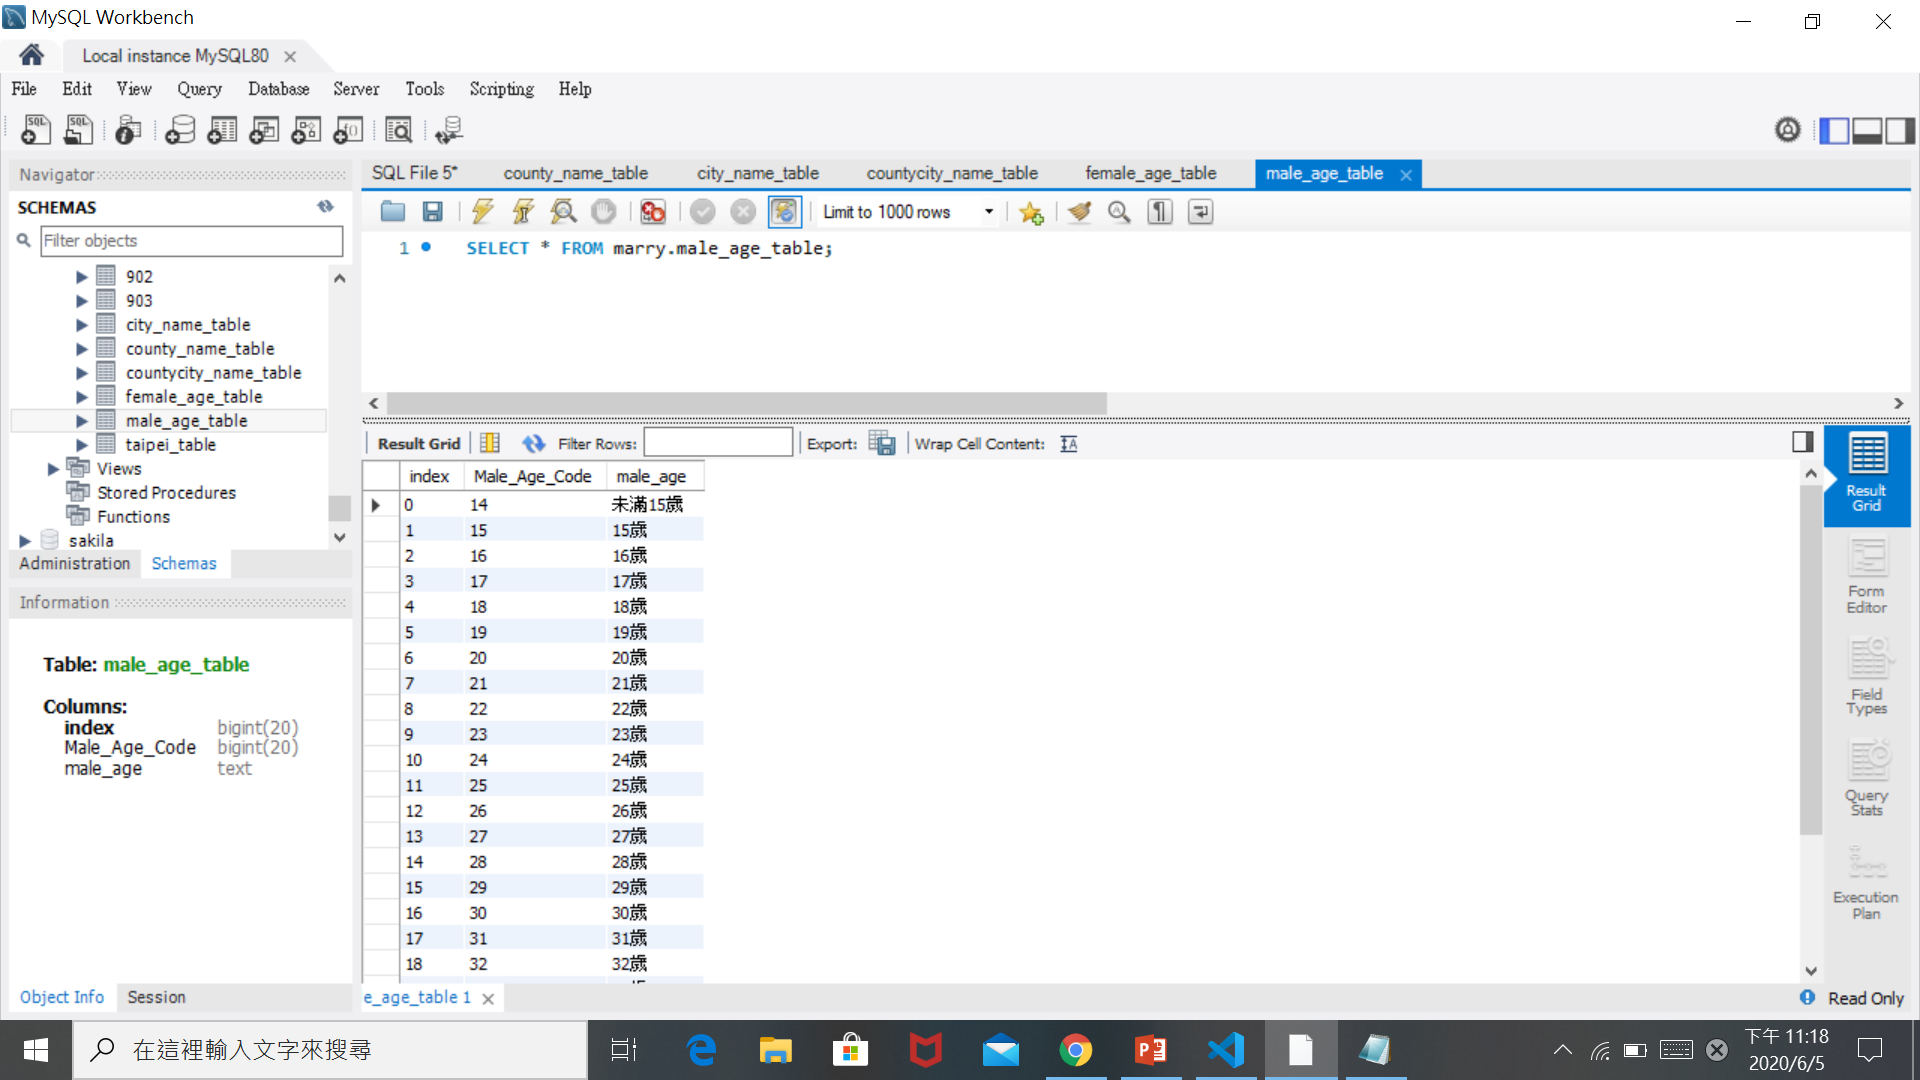 MySQL Workbench
Local instance MySQL80
File Edit View Query Database Server Tools Scripting Help
Navigator
SCHEMAS
Filter objects
902
903
city_name_table
county_name_table
countycity_name_table
female_age_table
male_age_table
taipei_table
Views
Stored Procedures
Functions
sakila
Administration Schemas
Information
Table: male_age_table
Columns:
index bigint(20)
Male_Age_Code bigint(20)
male_age text
Object Info Session
SQL File 5* county_name_table city_name_table countycity_name_table female_age_table male_age_table
Limit to 1000 rows
1 SELECT * FROM marry.male_age_table;
Result Grid Filter Rows: Export: Wrap Cell Content:
index Male_Age_Code male_age
0 14 未滿15歲
1 15 15歲
2 16 16歲
3 17 17歲
4 18 18歲
5 19 19歲
6 20 20歲
7 21 21歲
8 22 22歲
9 23 23歲
10 24 24歲
11 25 25歲
12 26 26歲
13 27 27歲
14 28 28歲
15 29 29歲
16 30 30歲
17 31 31歲
18 32 32歲
Result
Grid
Form
Editor
Field
Types
Query
Stats
Execution
Plan
e_age_table 1
Read Only
在這裡輸入文字來搜尋
下午 11:18
2020/6/5